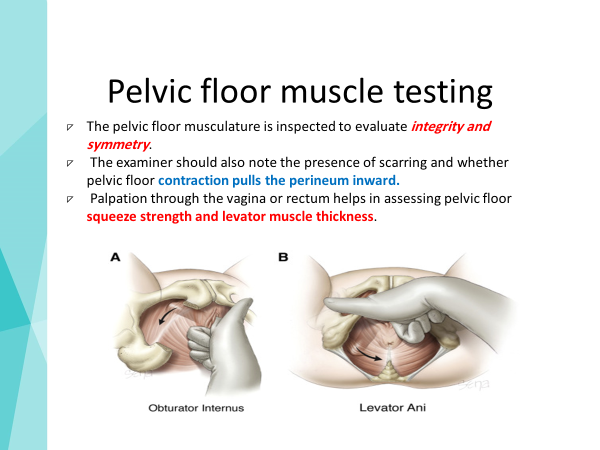 Pelvic floor muscle testing
The pelvic floor musculature is inspected to evaluate integrity and
symmetry.
The examiner should also note the presence of scarring and whether
pelvic floor contraction pulls the perineum inward.
Palpation through the vagina or rectum helps in assessing pelvic floor
squeeze strength and levator muscle thickness.
A
B
Obturator Internus
Levator Ani